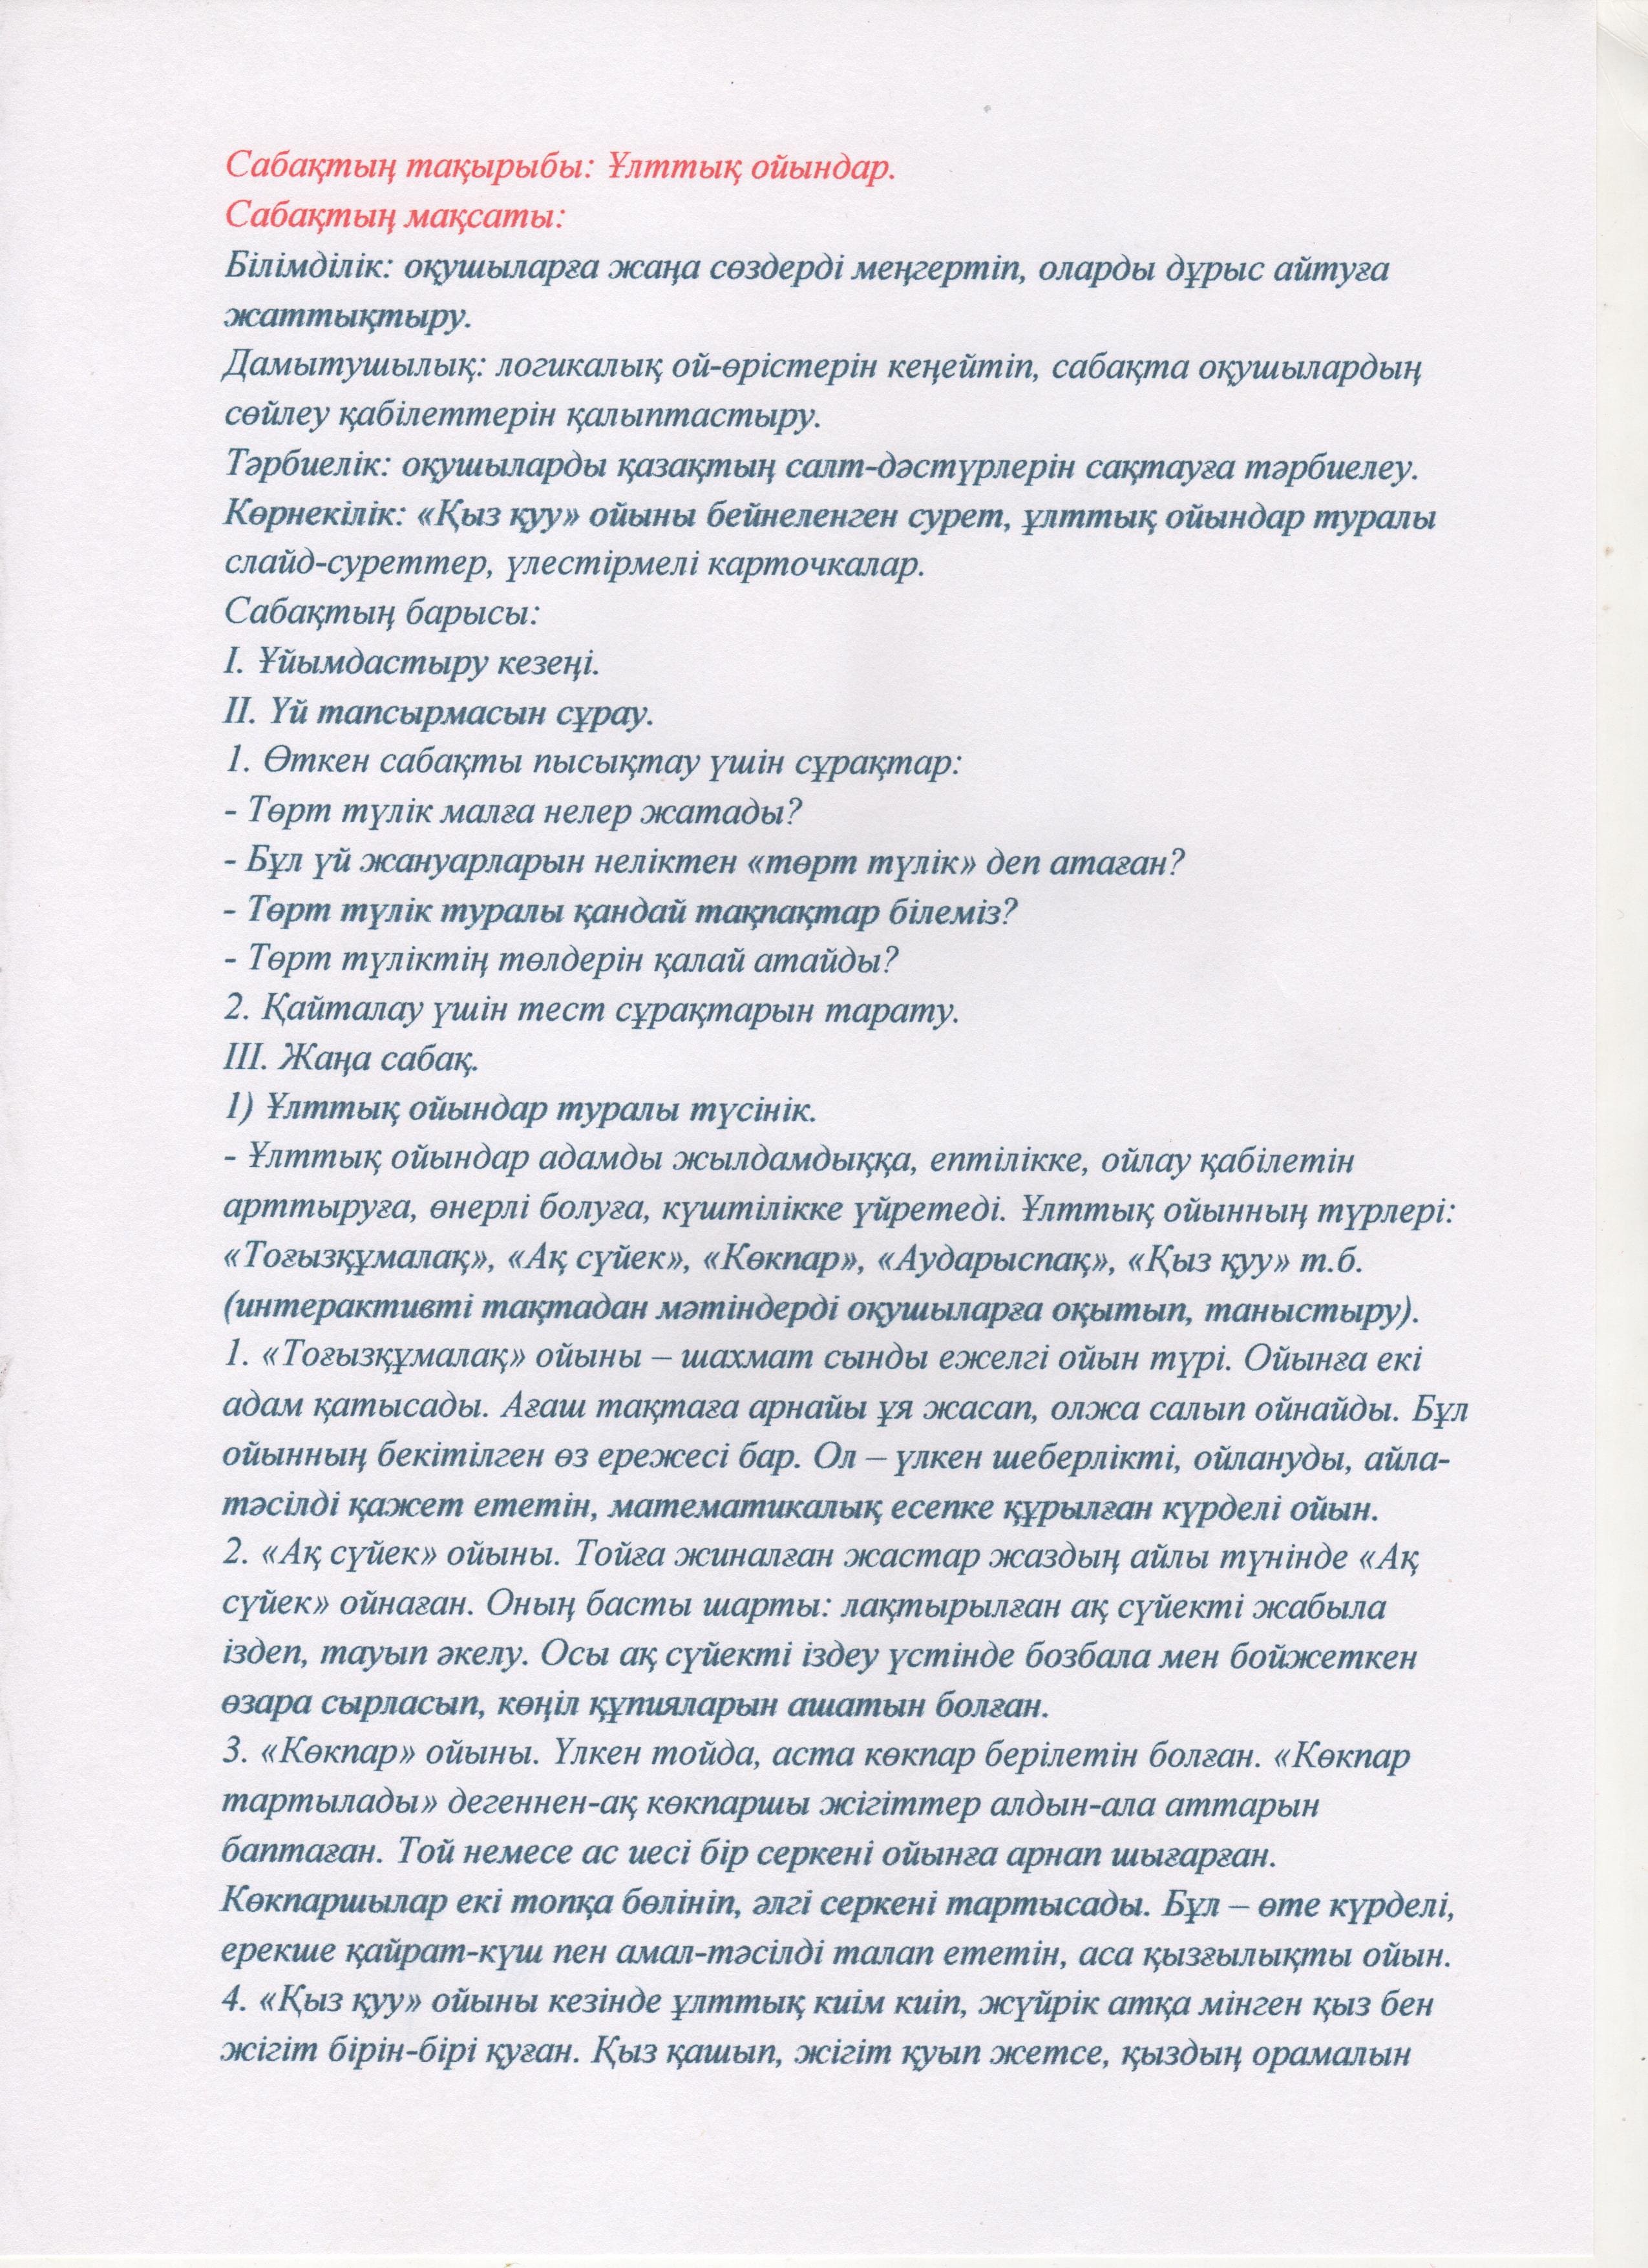 Сабақтың тақырыбы: Ұлттық ойындар.
Сабақтың мақсаты:
Білімділік: оқушыларға жаңа сөздерді меңгертіп, оларды дұрыс айтуға
жаттықтыру.
Дамытушылық: логикалық ой-өрістерін кеңейтіп, сабақта оқушылардың
сөйлеу қабілеттерін қалыптастыру.
Тәрбиелік: оқушыларды қазақтың салт-дәстүрлерін сақтауға тәрбиелеу.
Көрнекілік: «Қыз қуу» ойыны бейнеленген сурет, ұлттық ойындар туралы
слайд-суреттер, үлестірмелі карточкалар.
Сабақтың барысы:
I. Ұйымдастыру кезеңі.
II. Үй тапсырмасын сұрау.
1. Өткен сабақты пысықтау үшін сұрақтар:
- Төрт түлік малға нелер жатады?
- Бұл үй жануарларын неліктен «төрт түлік» деп атаған?
- Төрт түлік туралы қандай тақпақтар білеміз?
- Төрт түліктің төлдерін қалай атайды?
2. Қайталау үшін тест сұрақтарын тарату.
III. Жаңа сабақ.
1) Ұлттық ойындар туралы түсінік.
- Ұлттық ойындар адамды жылдамдыққа, ептілікке, ойлау қабілетін
арттыруға, өнерлі болуға, күштілікке үйретеді. Ұлттық ойынның түрлері:
«Тоғызқұмалақ», «Ақ сүйек», «Көкпар», «Аударыспақ», «Қыз қуу» т.б.
(интерактивті тақтадан мәтіндерді оқушыларға оқытып, таныстыру).
1. «Тоғызқұмалақ» ойыны – шахмат сынды ежелгі ойын түрі. Ойынға екі
адам қатысады. Ағаш тақтаға арнайы ұя жасап, олжа салып ойнайды. Бұл
ойынның бекітілген өз ережесі бар. Ол – үлкен шеберлікті, ойлануды, айла-
тәсілді қажет ететін, математикалық есепке құрылған күрделі ойын.
2. «Ақ сүйек» ойыны. Тойға жиналған жастар жаздың айлы түнінде «Ақ
сүйек» ойнаған. Оның басты шарты: лақтырылған ақ сүйекті жабыла
іздеп, тауып әкелу. Осы ақ сүйекті іздеу үстінде бозбала мен бойжеткен
өзара сырласып, көңіл құпияларын ашатын болған.
3. «Көкпар» ойыны. Үлкен тойда, аста көкпар берілетін болған. «Көкпар
тартылады» дегеннен-ақ көкпаршы жігіттер алдын-ала аттарын
баптаған. Той немесе ас иесі бір серкені ойынға арнап шығарған.
Көкпаршылар екі топқа бөлініп, әлгі серкені тартысады. Бұл – өте күрделі,
ерекше қайрат-күш пен амал-тәсілді талап ететін, аса қызғылықты ойын.
4. «Қыз қуу» ойыны кезінде ұлттық киім киіп, жүйрік атқа мінген қыз бен
жігіт бірін-бірі қуған. Қыз қашып, жігіт қуып жетсе, қыздың орамалын